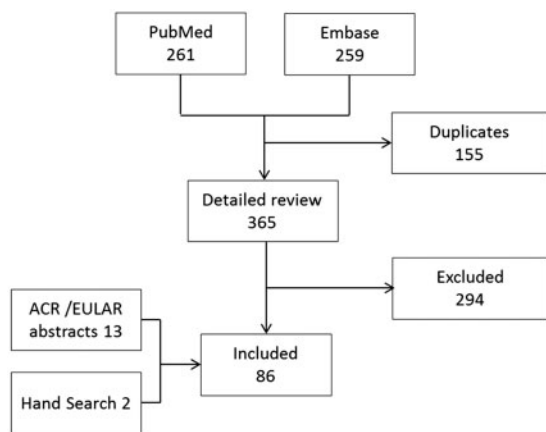 PubMed
261
Embase
259
Duplicates
155
Detailed review
365
Excluded
294
ACR /EULAR
abstracts 13
Hand Search 2
Included
86